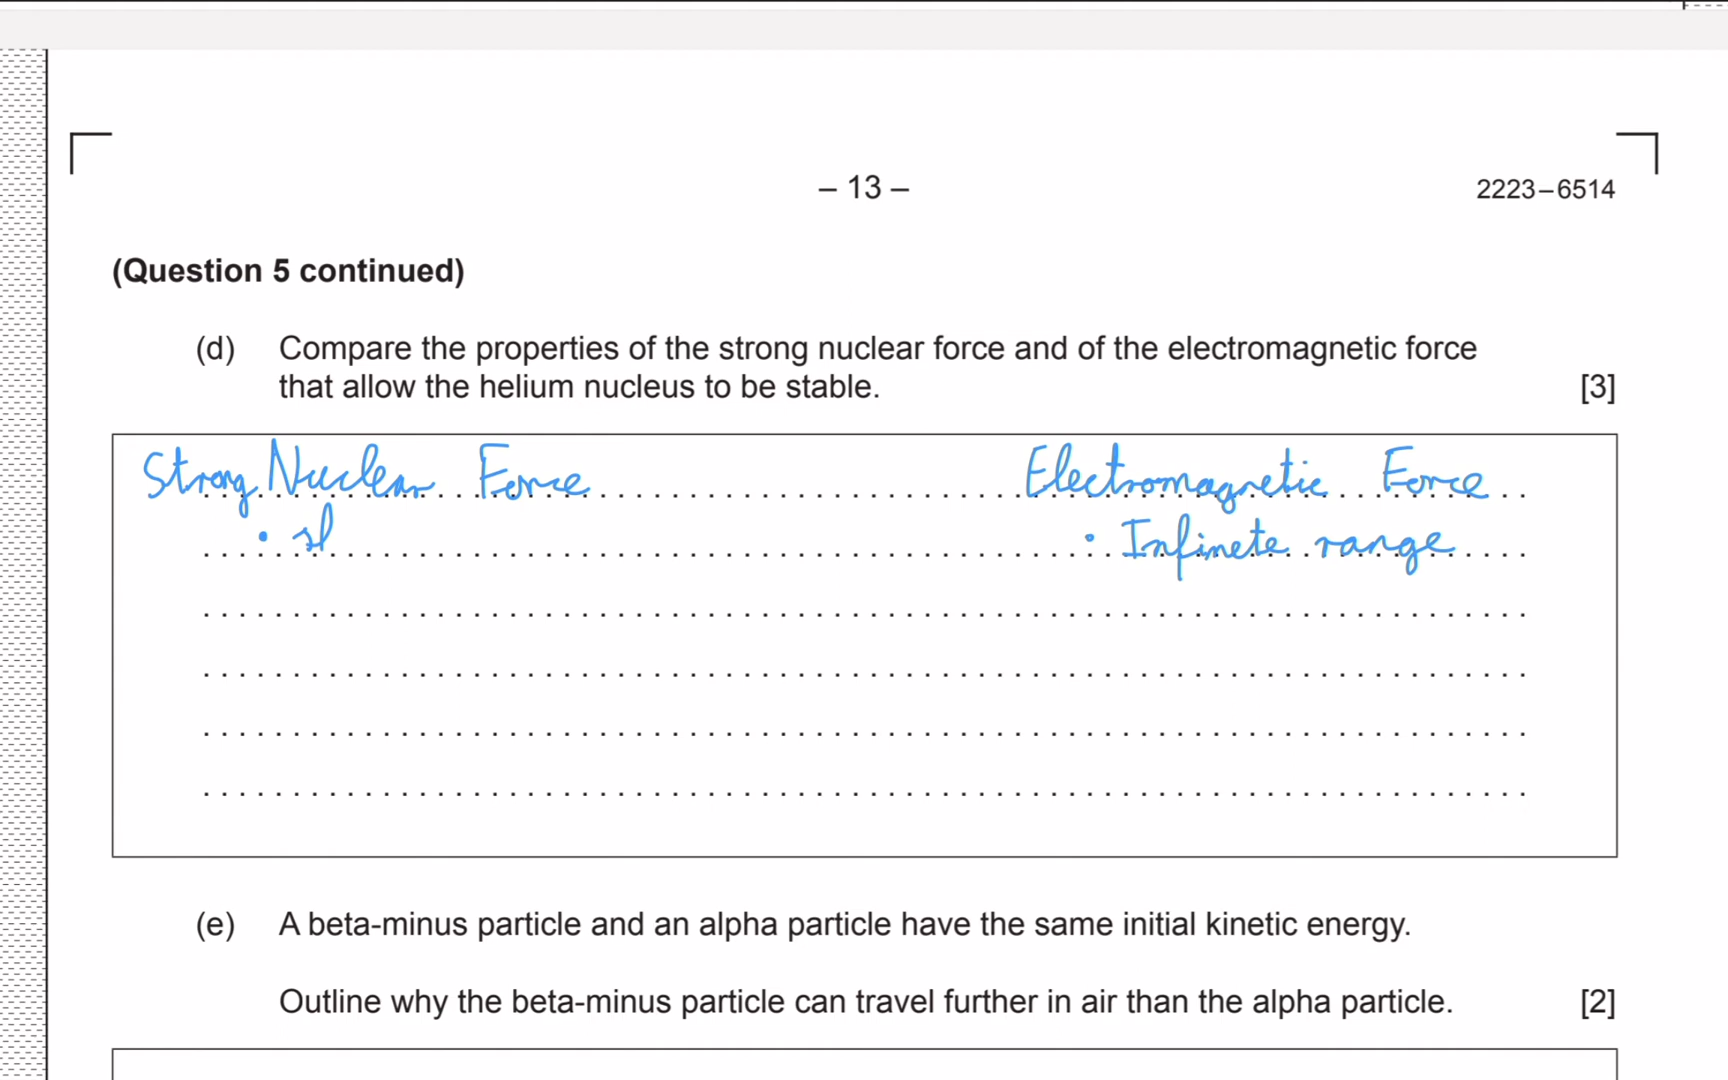 – 13 –
2223–6514
(Question 5 continued)
(d) Compare the properties of the strong nuclear force and of the electromagnetic force
that allow the helium nucleus to be stable. [3]
Strong Nuclear Force Electromagnetic Force
• sh • Infinete range
(e) A beta-minus particle and an alpha particle have the same initial kinetic energy.
Outline why the beta-minus particle can travel further in air than the alpha particle. [2]